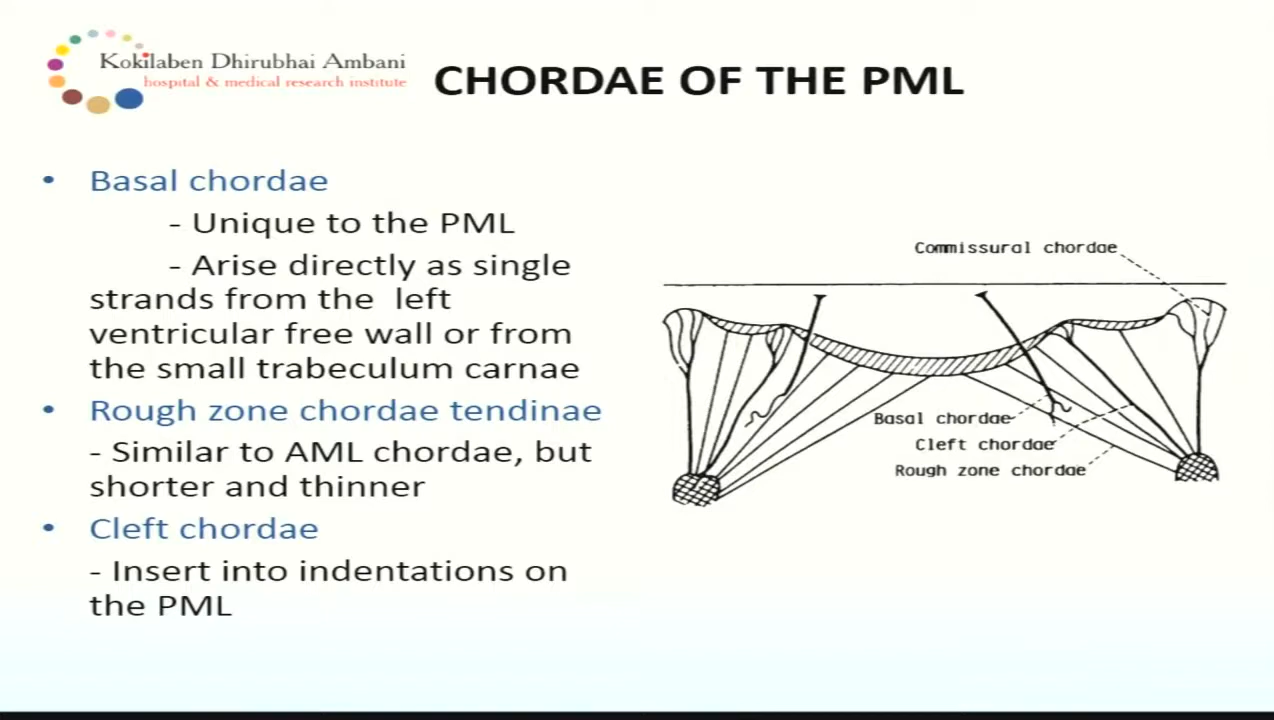 Kokilaben Dhirubhai Ambani
hospital & medical research institute
CHORDAE OF THE PML
• Basal chordae
- Unique to the PML
- Arise directly as single
strands from the left
ventricular free wall or from
the small trabeculum carnae
• Rough zone chordae tendinae
- Similar to AML chordae, but
shorter and thinner
• Cleft chordae
- Insert into indentations on
the PML
Commissural chordae
Basal chordae
Cleft chordae
Rough zone chordae